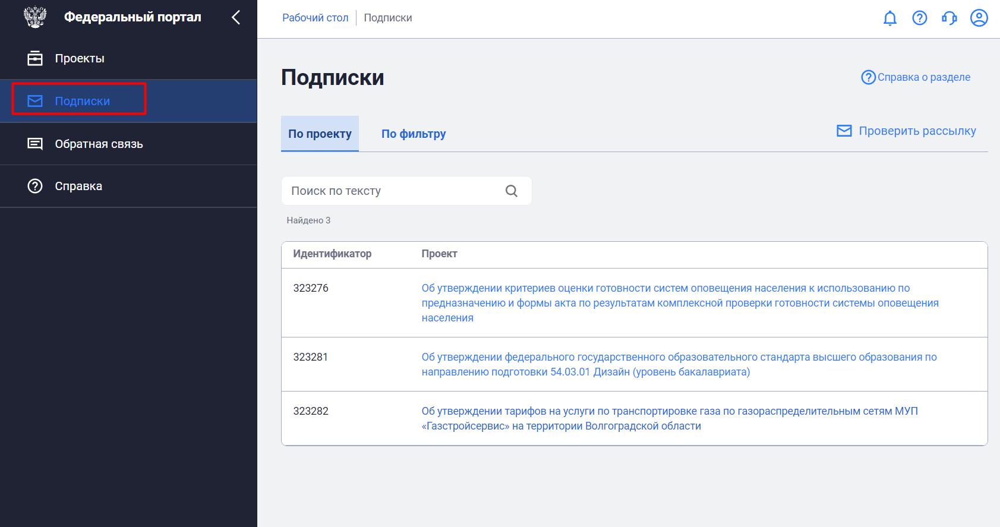 Федеральный портал
Проекты
Подписки
Обратная связь
Справка
Рабочий стол
Подписки
Подписки
Справка о разделе
По проекту
По фильтру
Проверить рассылку
Поиск по тексту
Найдено 3
Идентификатор Проект
323276
Об утверждении критериев оценки готовности систем оповещения населения к использованию по
предназначению и формы акта по результатам комплексной проверки готовности системы оповещения
населения
323281
Об утверждении федерального государственного образовательного стандарта высшего образования по
направлению подготовки 54.03.01 Дизайн (уровень бакалавриата)
323282
Об утверждении тарифов на услуги по транспортировке газа по газораспределительным сетям МУП
«Газстройсервис» на территории Волгоградской области